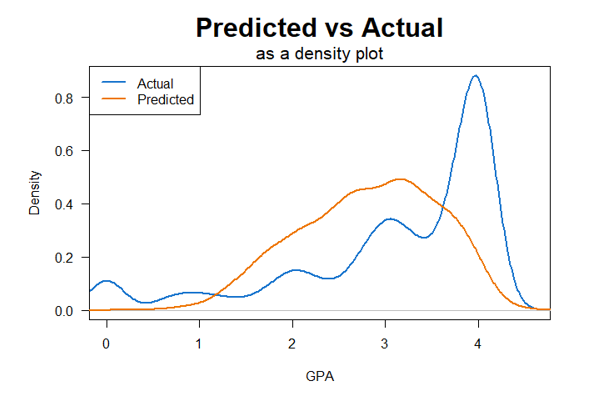 Predicted vs Actual
as a density plot
Actual
Predicted
Density
0.8
0.6
0.4
0.2
0.0
0 1 2 3 4
GPA